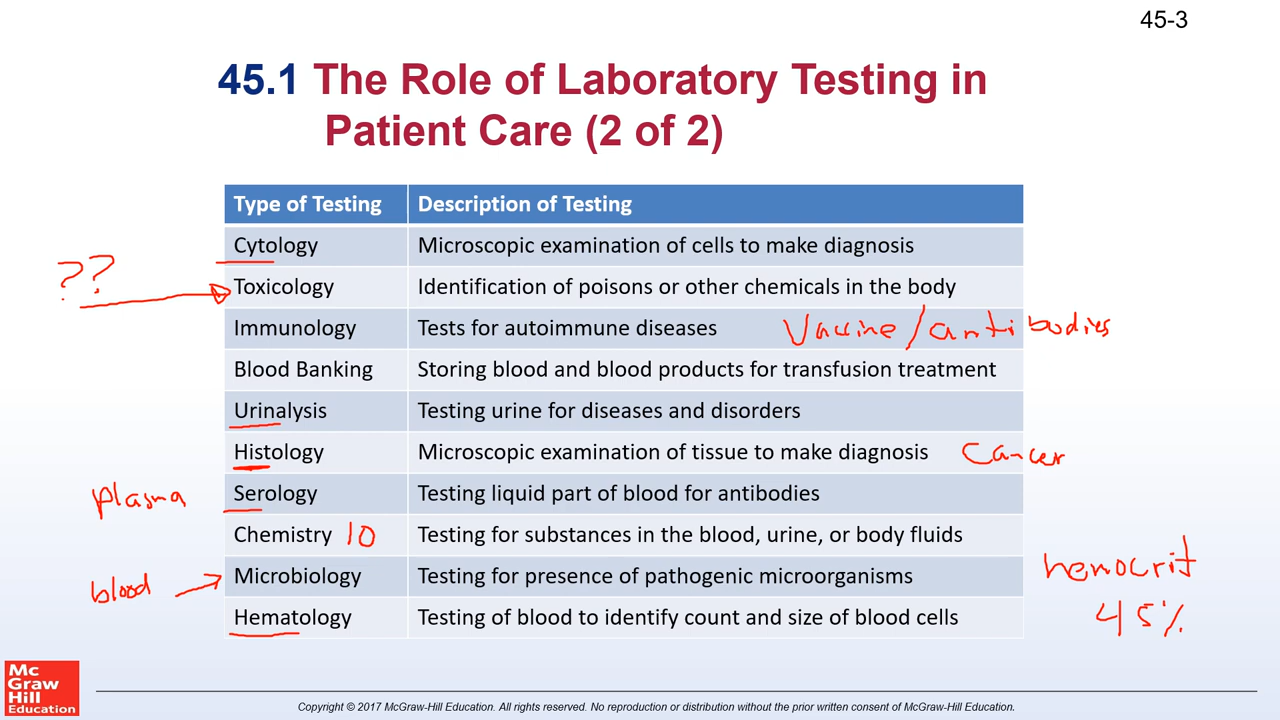 45-3
45.1 The Role of Laboratory Testing in
Patient Care (2 of 2)
Type of Testing Description of Testing
Cytology Microscopic examination of cells to make diagnosis
?? Toxicology Identification of poisons or other chemicals in the body
Immunology Tests for autoimmune diseases Vaccine/antibodies
Blood Banking Storing blood and blood products for transfusion treatment
Urinalysis Testing urine for diseases and disorders
Histology Microscopic examination of tissue to make diagnosis Cancer
plasma Serology Testing liquid part of blood for antibodies
Chemistry 10 Testing for substances in the blood, urine, or body fluids
blood Microbiology Testing for presence of pathogenic microorganisms hemocrit
Hematology Testing of blood to identify count and size of blood cells 45%
Mc
Graw
Hill
Education
Copyright © 2017 McGraw-Hill Education. All rights reserved. No reproduction or distribution without the prior written consent of McGraw-Hill Education.